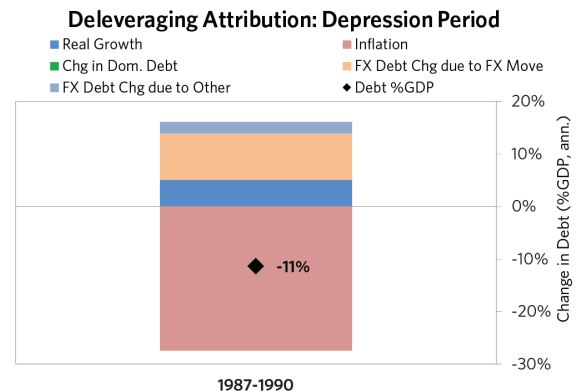 Deleveraging Attribution: Depression Period
Real Growth
Inflation
Chg in Dom. Debt
FX Debt Chg due to FX Move
FX Debt Chg due to Other
Debt %GDP
20%
10%
0%
-10%
-20%
-30%
Change in Debt (%GDP, ann.)
-11%
1987-1990